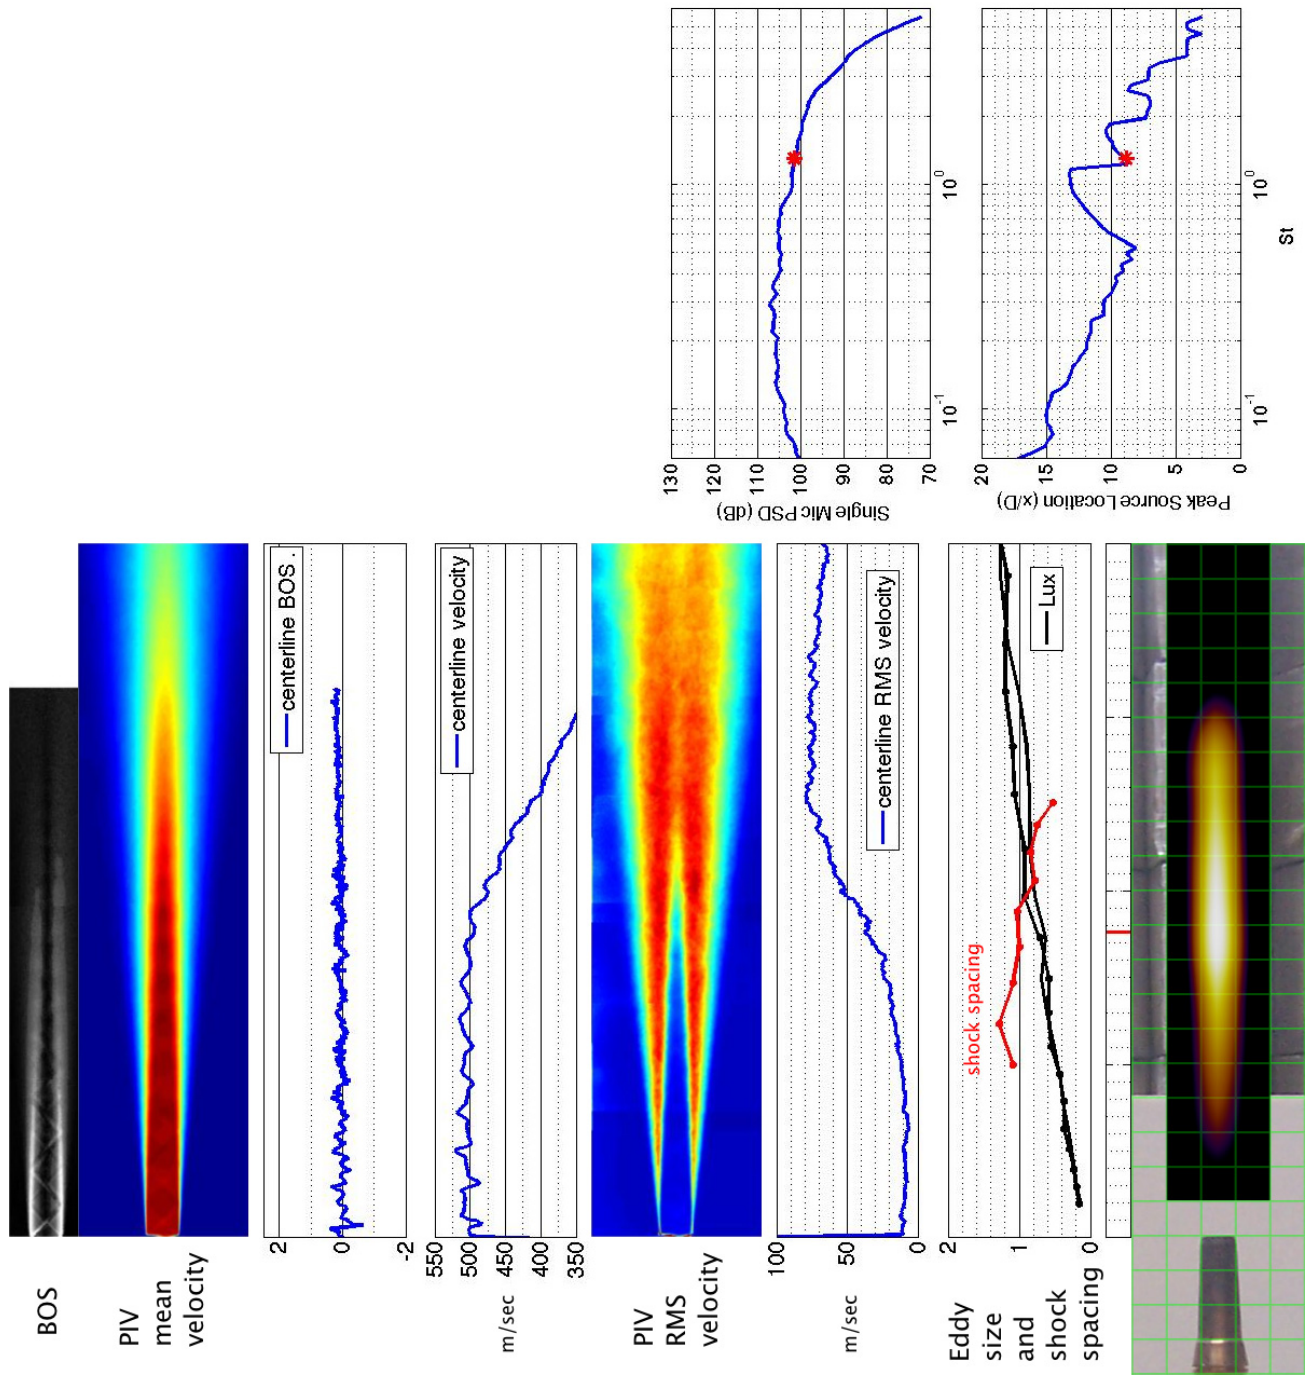 BOS
PIV
mean
velocity
centerline BOS.
2
0
-2
centerline velocity
550
500
450
400
350
m/sec
PIV
RMS
velocity
centerline RMS velocity
100
50
0
m/sec
Eddy
size
and
shock
spacing
2
1
0
shock spacing
Lux
130
120
110
100
90
80
70
Single Mic PSD (dB)
10-1
100
20
15
10
5
0
Peak Source Location (x/D)
10-1
100
St